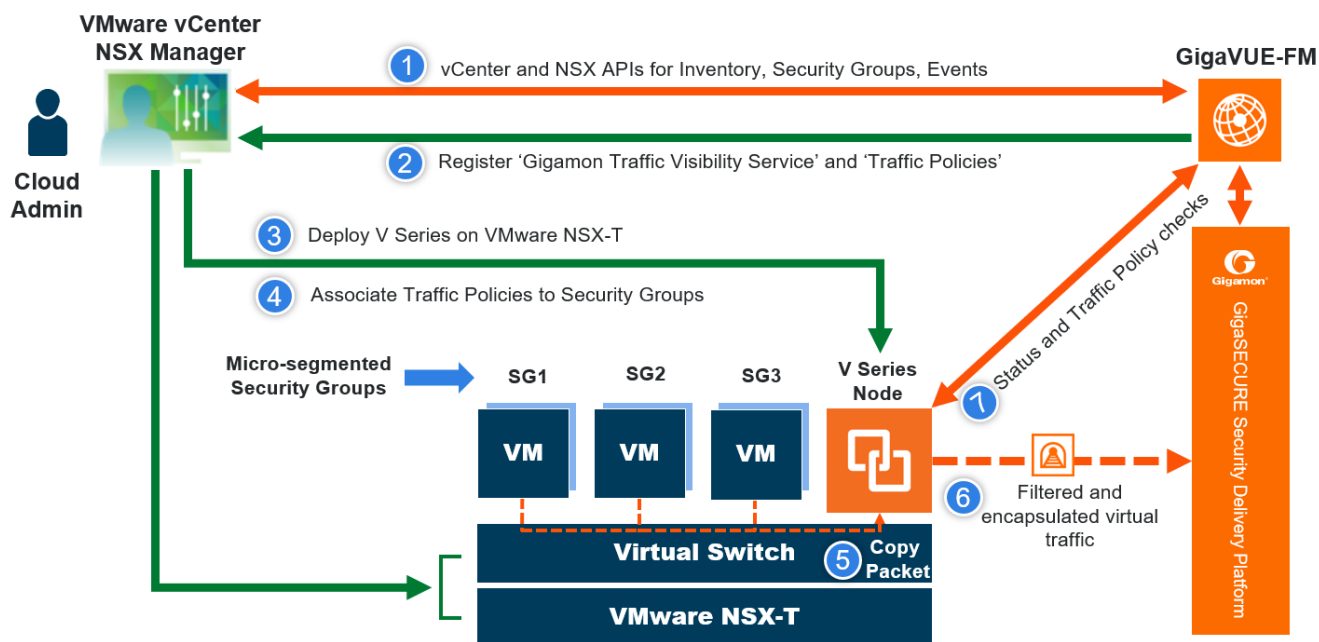 VMware vCenter
NSX Manager
Cloud
Admin
1 vCenter and NSX APIs for Inventory, Security Groups, Events
GigaVUE-FM
2 Register ‘Gigamon Traffic Visibility Service’ and ‘Traffic Policies’
3 Deploy V Series on VMware NSX-T
4 Associate Traffic Policies to Security Groups
Micro-segmented
Security Groups
SG1
SG2
SG3
V Series
Node
VM
VM
VM
Virtual Switch
5 Copy
Packet
VMware NSX-T
6 Filtered and
encapsulated virtual
traffic
7 Status and Traffic Policy checks
Gigamon®
GigaSECURE Security Delivery Platform